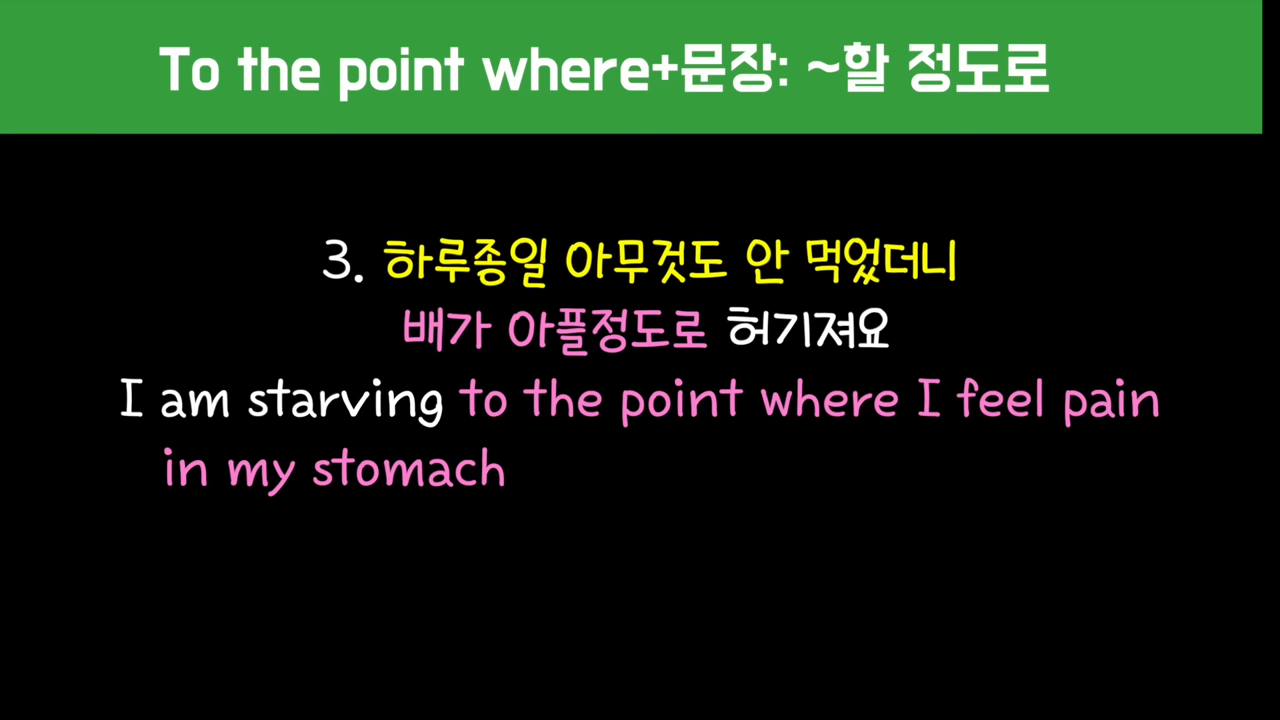 To the point where+문장: ~할 정도로
3. 하루종일 아무것도 안 먹었더니
배가 아플정도로 허기져요
I am starving to the point where I feel pain
in my stomach